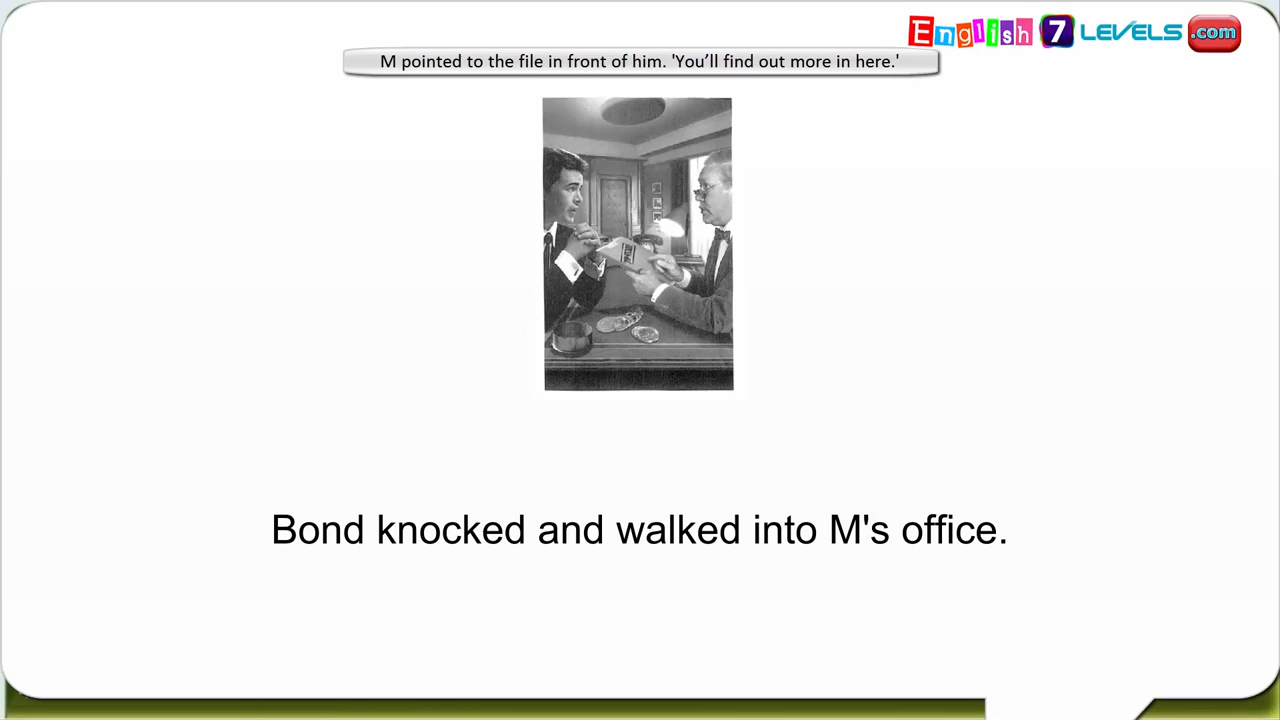 English 7 LEVELS .com
M pointed to the file in front of him. 'You’ll find out more in here.'
Bond knocked and walked into M's office.